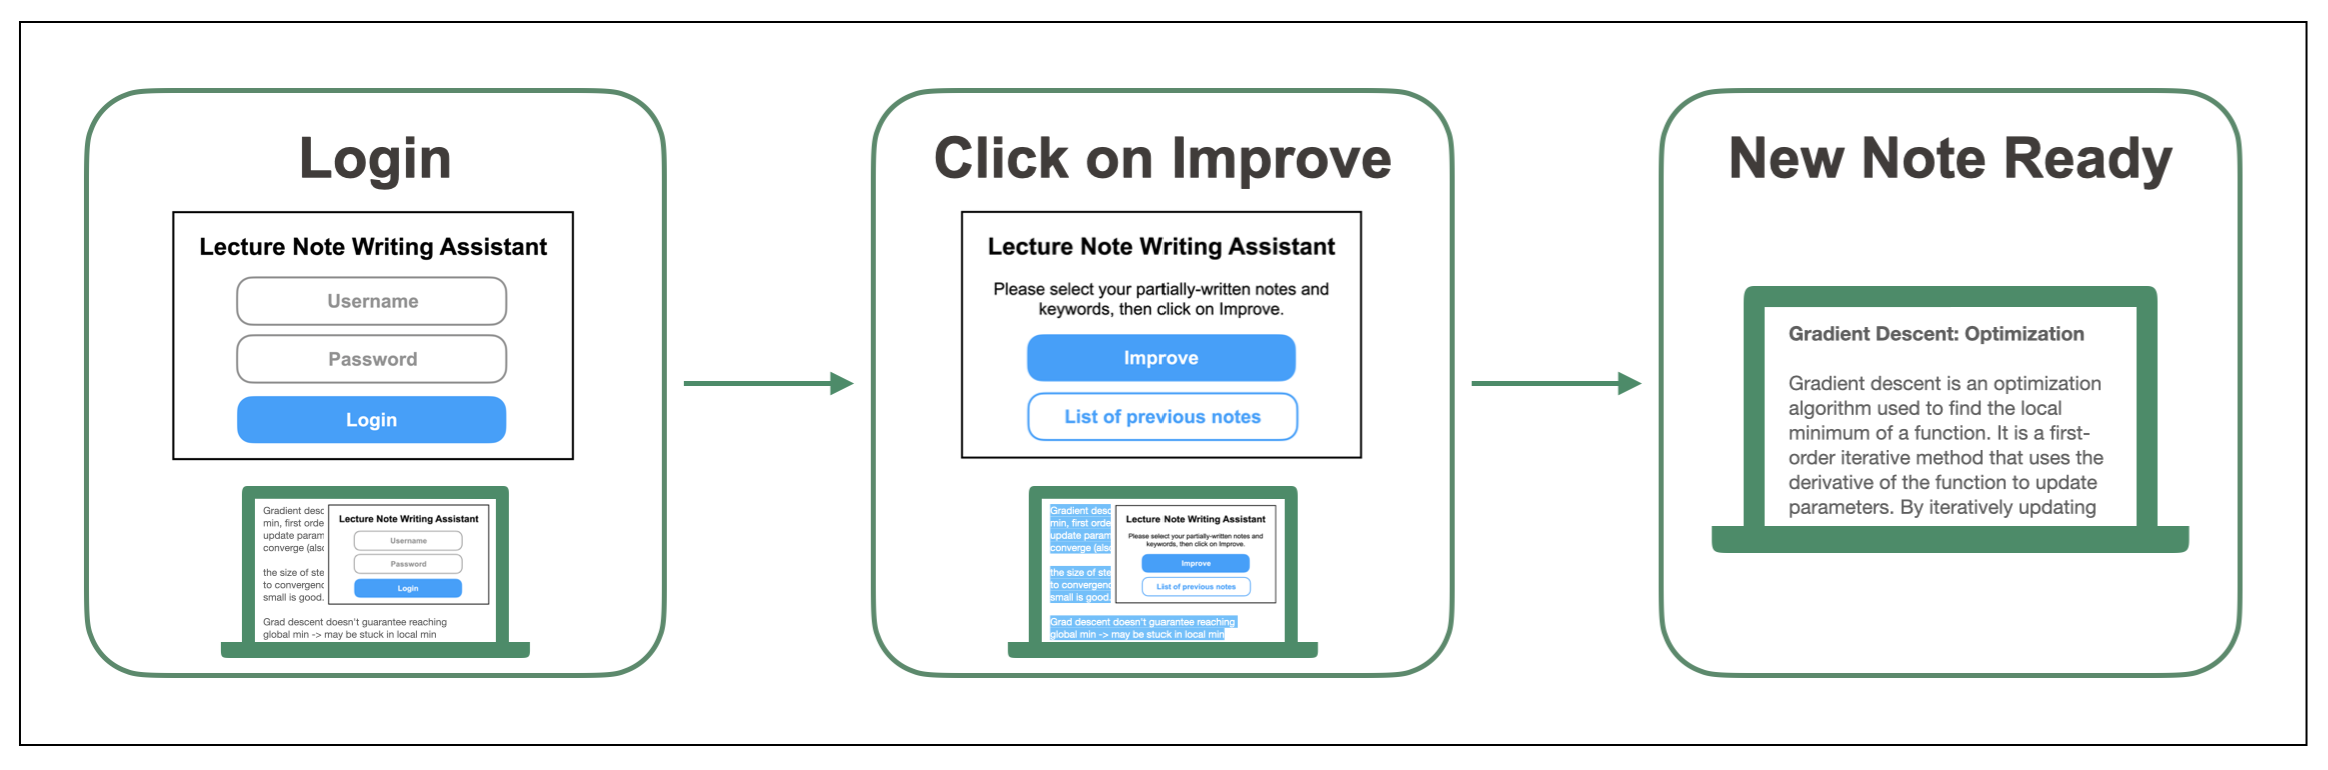 Login
Lecture Note Writing Assistant
Username
Password
Login
Gradient desc
min, first orde
update param
converge (also
the size of ste
to convergenc
small is good.
Grad descent doesn't guarantee reaching
global min -> may be stuck in local min
Lecture Note Writing Assistant
Username
Password
Login
Click on Improve
Lecture Note Writing Assistant
Please select your partially-written notes and
keywords, then click on Improve.
Improve
List of previous notes
Gradient desc
min, first orde
update param
converge (also
the size of ste
to convergenc
small is good.
Grad descent doesn't guarantee reaching
global min -> may be stuck in local min
Lecture Note Writing Assistant
Please select your partially-written notes and
keywords, then click on Improve.
Improve
List of previous notes
New Note Ready
Gradient Descent: Optimization
Gradient descent is an optimization
algorithm used to find the local
minimum of a function. It is a first-
order iterative method that uses the
derivative of the function to update
parameters. By iteratively updating